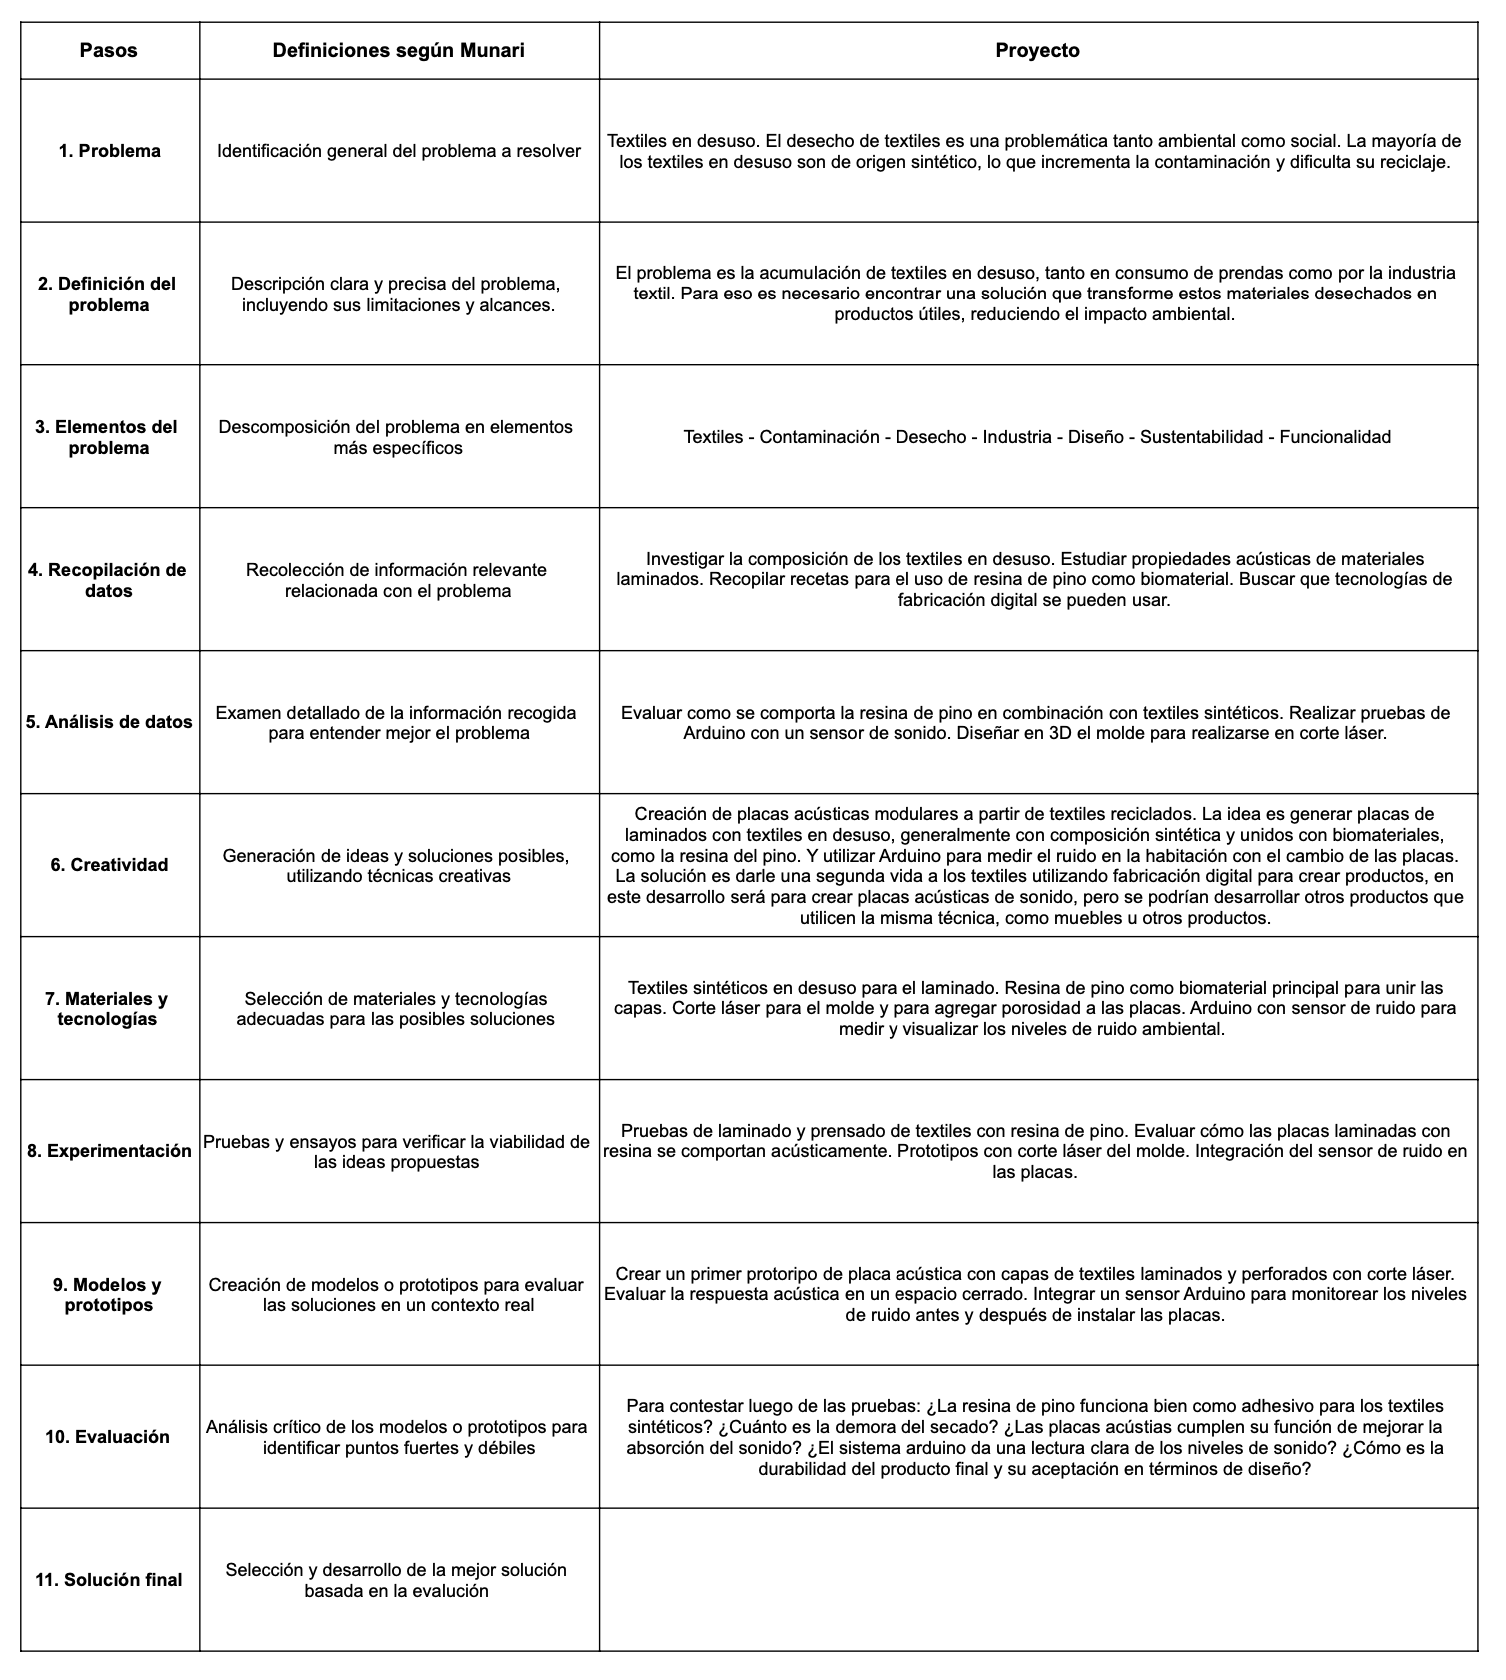 Pasos
Definiciones según Munari
Proyecto
1. Problema
Identificación general del problema a resolver
Textiles en desuso. El desecho de textiles es una problemática tanto ambiental como social. La mayoría de
los textiles en desuso son de origen sintético, lo que incrementa la contaminación y dificulta su reciclaje.
2. Definición del
problema
Descripción clara y precisa del problema,
incluyendo sus limitaciones y alcances.
El problema es la acumulación de textiles en desuso, tanto en consumo de prendas como por la industria
textil. Para eso es necesario encontrar una solución que transforme estos materiales desechados en
productos útiles, reduciendo el impacto ambiental.
3. Elementos del
problema
Descomposición del problema en elementos
más específicos
Textiles - Contaminación - Desecho - Industria - Diseño - Sustentabilidad - Funcionalidad
4. Recopilación de
datos
Recolección de información relevante
relacionada con el problema
Investigar la composición de los textiles en desuso. Estudiar propiedades acústicas de materiales
laminados. Recopilar recetas para el uso de resina de pino como biomaterial. Buscar que tecnologías de
fabricación digital se pueden usar.
5. Análisis de datos
Examen detallado de la información recogida
para entender mejor el problema
Evaluar como se comporta la resina de pino en combinación con textiles sintéticos. Realizar pruebas de
Arduino con un sensor de sonido. Diseñar en 3D el molde para realizarse en corte láser.
6. Creatividad
Generación de ideas y soluciones posibles,
utilizando técnicas creativas
Creación de placas acústicas modulares a partir de textiles reciclados. La idea es generar placas de
laminados con textiles en desuso, generalmente con composición sintética y unidos con biomateriales,
como la resina del pino. Y utilizar Arduino para medir el ruido en la habitación con el cambio de las placas.
La solución es darle una segunda vida a los textiles utilizando fabricación digital para crear productos, en
este desarrollo será para crear placas acústicas de sonido, pero se podrían desarrollar otros productos que
utilicen la misma técnica, como muebles u otros productos.
7. Materiales y
tecnologías
Selección de materiales y tecnologías
adecuadas para las posibles soluciones
Textiles sintéticos en desuso para el laminado. Resina de pino como biomaterial principal para unir las
capas. Corte láser para el molde y para agregar porosidad a las placas. Arduino con sensor de ruido para
medir y visualizar los niveles de ruido ambiental.
8. Experimentación
Pruebas y ensayos para verificar la viabilidad de
las ideas propuestas
Pruebas de laminado y prensado de textiles con resina de pino. Evaluar cómo las placas laminadas con
resina se comportan acústicamente. Prototipos con corte láser del molde. Integración del sensor de ruido en
las placas.
9. Modelos y
prototipos
Creación de modelos o prototipos para evaluar
las soluciones en un contexto real
Crear un primer protoripo de placa acústica con capas de textiles laminados y perforados con corte láser.
Evaluar la respuesta acústica en un espacio cerrado. Integrar un sensor Arduino para monitorear los niveles
de ruido antes y después de instalar las placas.
10. Evaluación
Análisis crítico de los modelos o prototipos para
identificar puntos fuertes y débiles
Para contestar luego de las pruebas: ¿La resina de pino funciona bien como adhesivo para los textiles
sintéticos? ¿Cuánto es la demora del secado? ¿Las placas acústias cumplen su función de mejorar la
absorción del sonido? ¿El sistema arduino da una lectura clara de los niveles de sonido? ¿Cómo es la
durabilidad del producto final y su aceptación en términos de diseño?
11. Solución final
Selección y desarrollo de la mejor solución
basada en la evalución